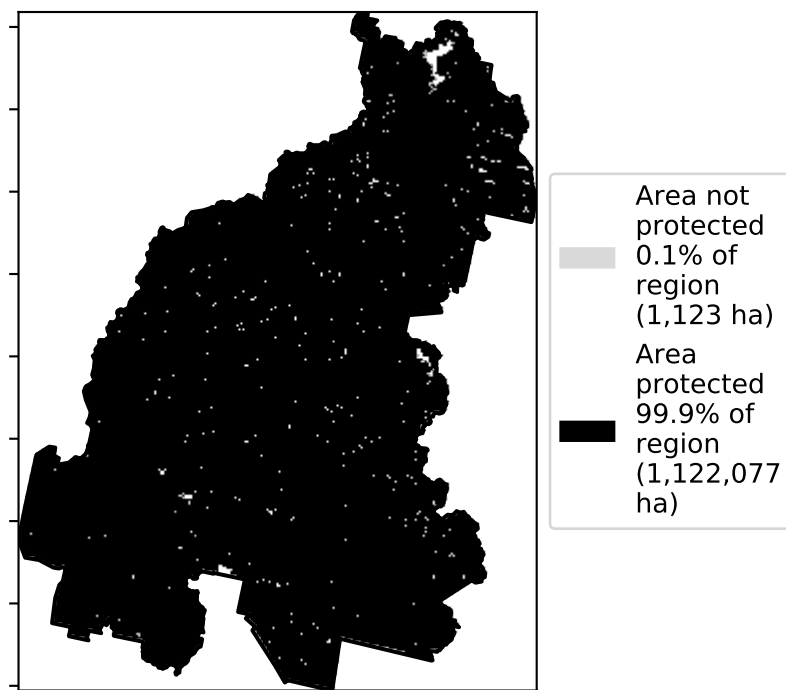 Area not
protected
0.1% of
region
(1,123 ha)
Area
protected
99.9% of
region
(1,122,077
ha)